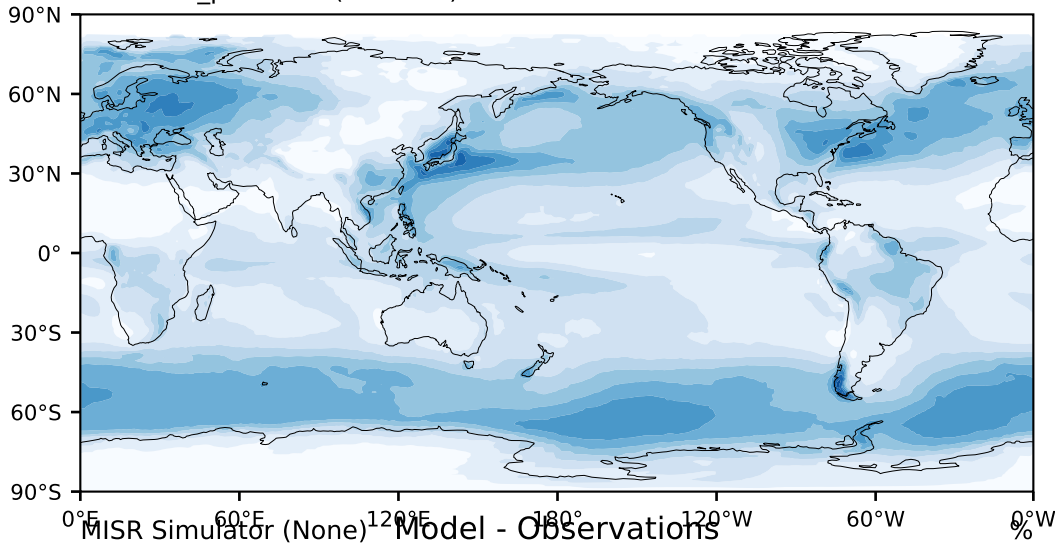 90°N
60°N
30°N
0°
30°S
60°S
90°S
0°E 60°E 120°E 180° 120°W 60°W 0°W
MISR Simulator (None) Model - Observations %